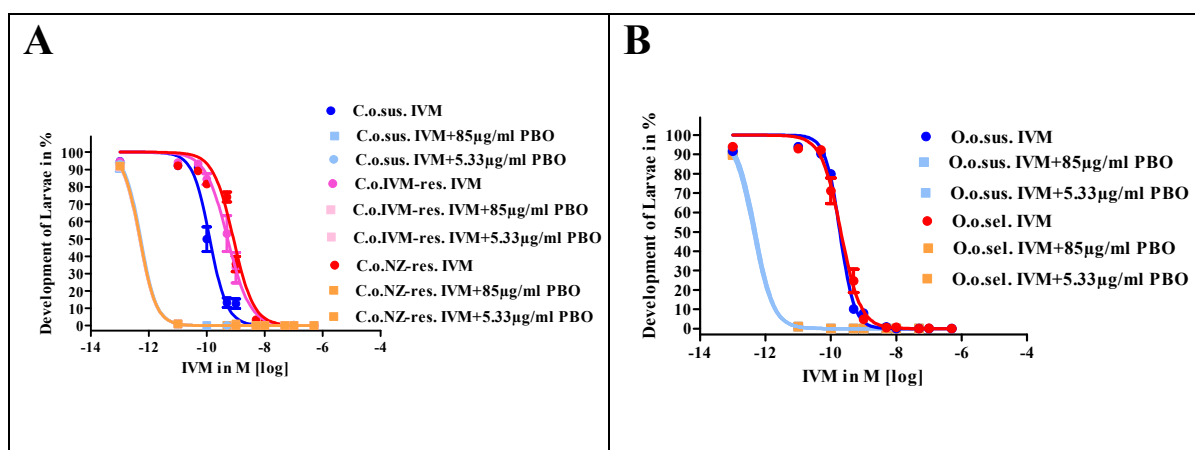 A
Development of Larvae in %
100
90
80
70
60
50
40
30
20
10
0
-14
-12
-10
-8
-6
-4
IVM in M [log]
C.o.sus. IVM
C.o.sus. IVM+85µg/ml PBO
C.o.sus. IVM+5.33µg/ml PBO
C.o.IVM-res. IVM
C.o.IVM-res. IVM+85µg/ml PBO
C.o.IVM-res. IVM+5.33µg/ml PBO
C.o.NZ-res. IVM
C.o.NZ-res. IVM+85µg/ml PBO
C.o.NZ-res. IVM+5.33µg/ml PBO
B
Development of Larvae in %
100
90
80
70
60
50
40
30
20
10
0
-14
-12
-10
-8
-6
-4
IVM in M [log]
O.o.sus. IVM
O.o.sus. IVM+85µg/ml PBO
O.o.sus. IVM+5.33µg/ml PBO
O.o.sel. IVM
O.o.sel. IVM+85µg/ml PBO
O.o.sel. IVM+5.33µg/ml PBO